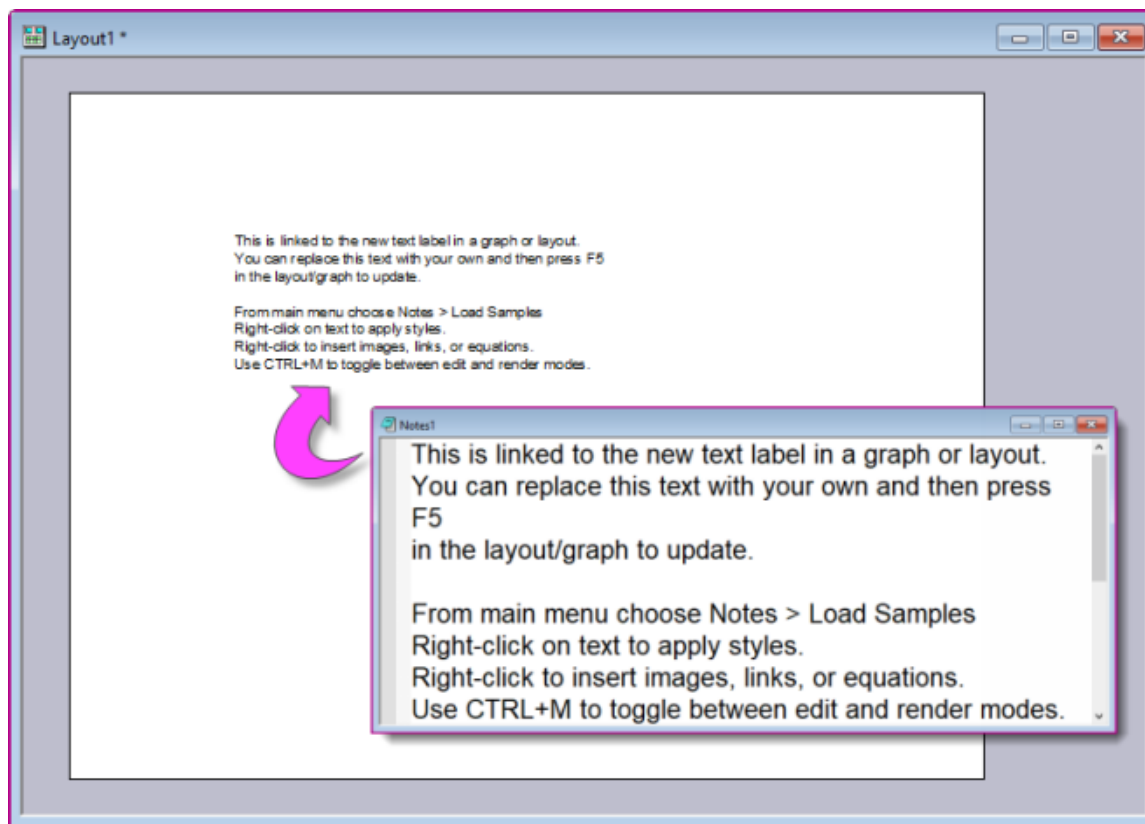 Layout1 *
This is linked to the new text label in a graph or layout.
You can replace this text with your own and then press F5
in the layout/graph to update.
From main menu choose Notes > Load Samples
Right-click on text to apply styles.
Right-click to insert images, links, or equations.
Use CTRL+M to toggle between edit and render modes.
Notes1
This is linked to the new text label in a graph or layout.
You can replace this text with your own and then press
F5
in the layout/graph to update.
From main menu choose Notes > Load Samples
Right-click on text to apply styles.
Right-click to insert images, links, or equations.
Use CTRL+M to toggle between edit and render modes.